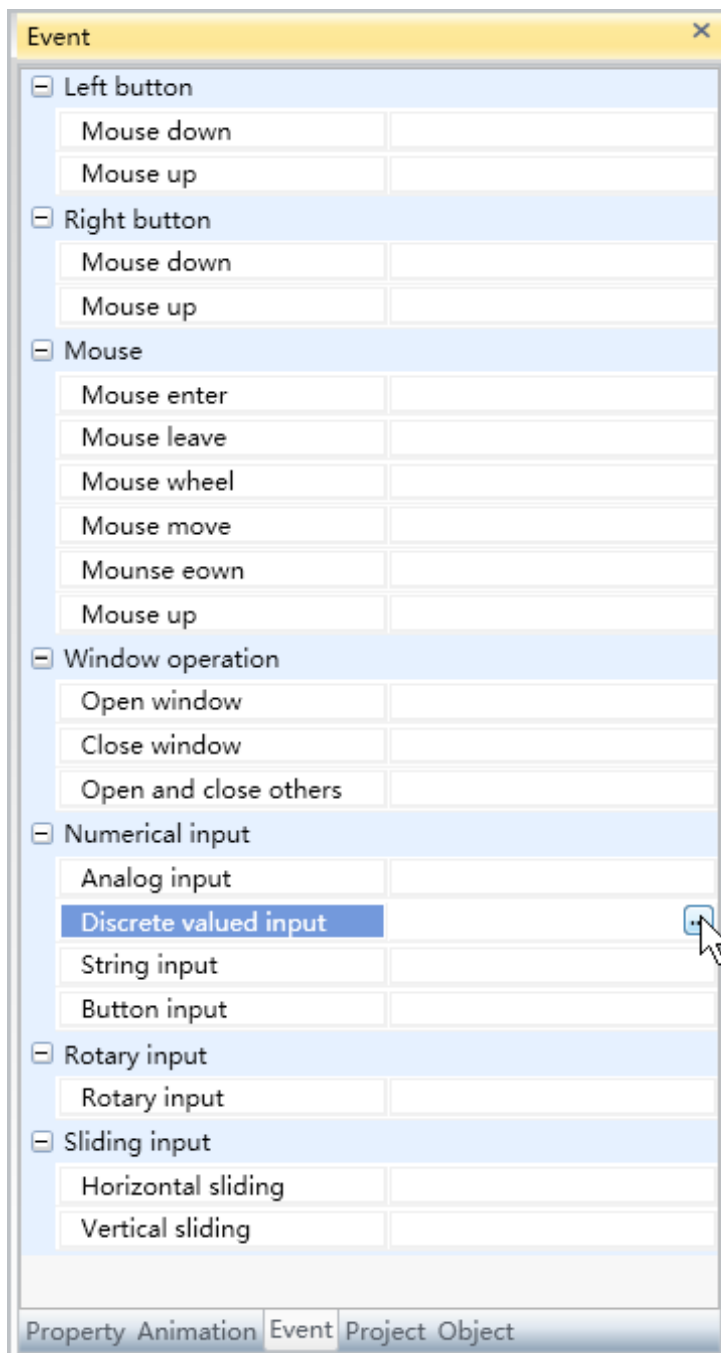 Event
Left button
Mouse down
Mouse up
Right button
Mouse down
Mouse up
Mouse
Mouse enter
Mouse leave
Mouse wheel
Mouse move
Mounse eown
Mouse up
Window operation
Open window
Close window
Open and close others
Numerical input
Analog input
Discrete valued input
String input
Button input
Rotary input
Rotary input
Sliding input
Horizontal sliding
Vertical sliding
Property Animation Event Project Object